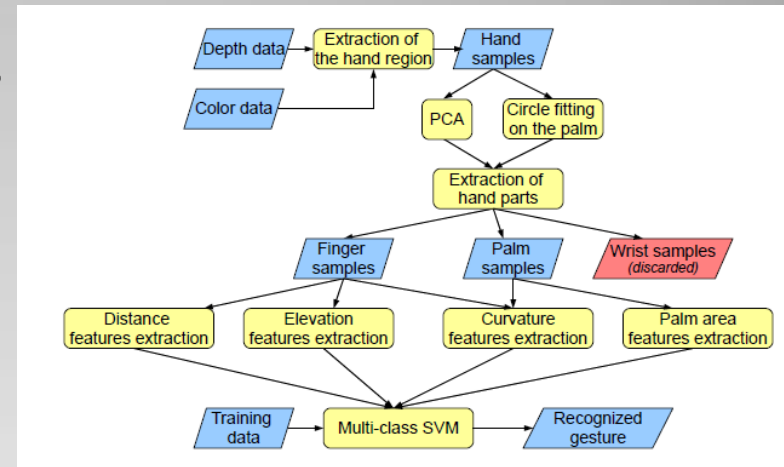 Depth data
Extraction of
the hand region
Hand
samples
Color data
PCA
Circle fitting
on the palm
Extraction of
hand parts
Finger
samples
Palm
samples
Wrist samples
(discarded)
Distance
features extraction
Elevation
features extraction
Curvature
features extraction
Palm area
features extraction
Training
data
Multi-class SVM
Recognized
gesture